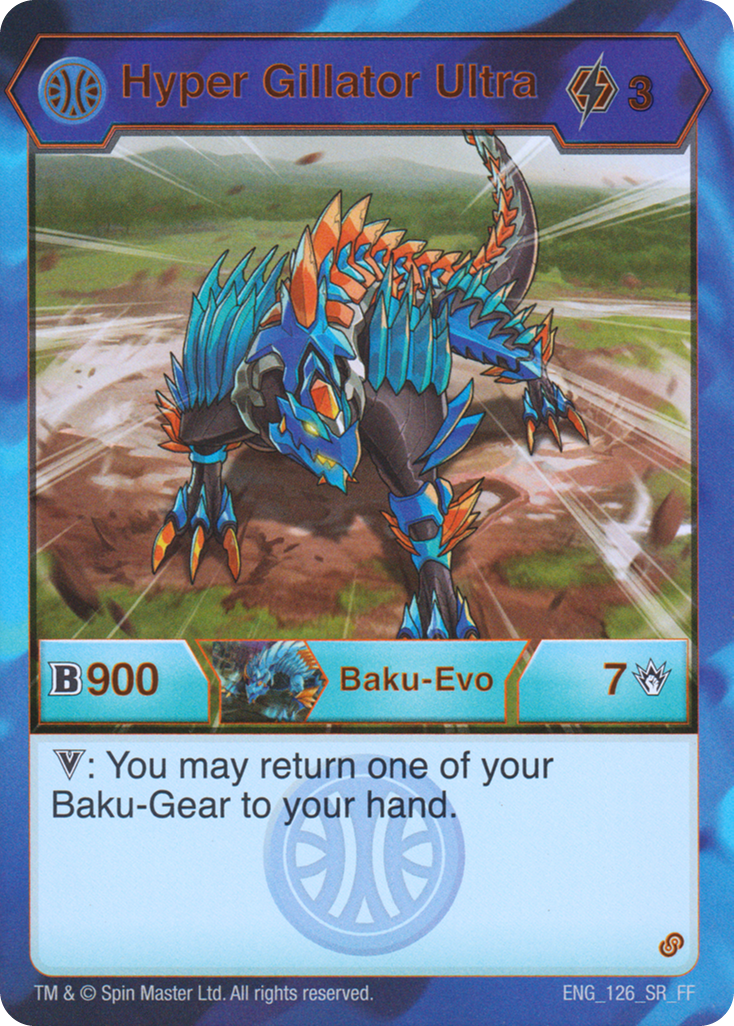 Hyper Gillator Ultra 3
B 900 Baku-Evo 7
: You may return one of your
Baku-Gear to your hand.
TM & © Spin Master Ltd. All rights reserved. ENG_126_SR_FF